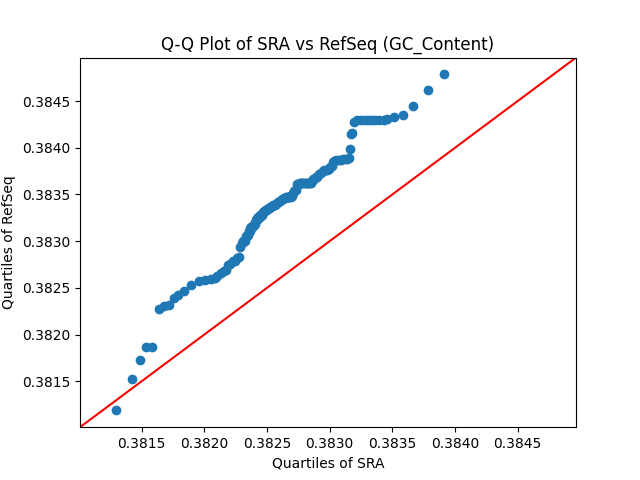 Q-Q Plot of SRA vs RefSeq (GC_Content)
Quartiles of RefSeq
0.3845
0.3840
0.3835
0.3830
0.3825
0.3820
0.3815
0.3815 0.3820 0.3825 0.3830 0.3835 0.3840 0.3845
Quartiles of SRA